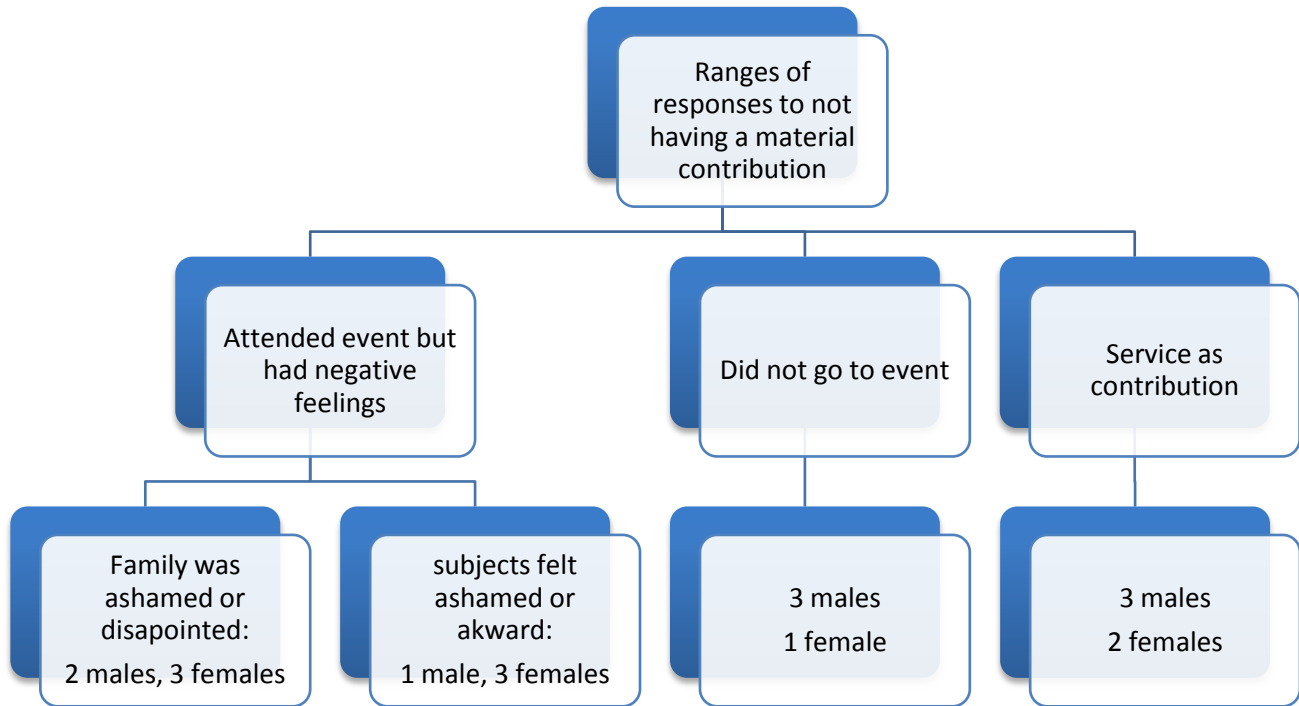 Ranges of
responses to not
having a material
contribution
Attended event but
had negative
feelings
Did not go to event
Service as
contribution
Family was
ashamed or
disapointed:
2 males, 3 females
subjects felt
ashamed or
akward:
1 male, 3 females
3 males
1 female
3 males
2 females